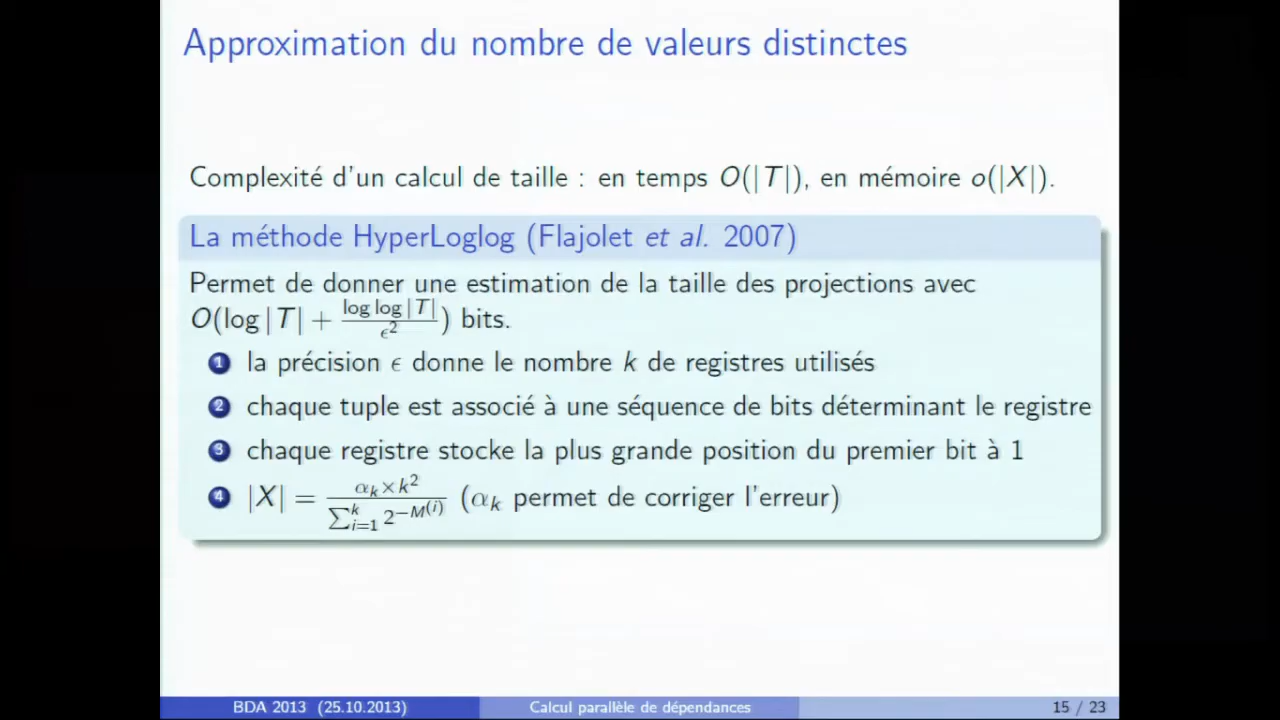 Approximation du nombre de valeurs distinctes
Complexité d'un calcul de taille : en temps O(|T|), en mémoire o(|X|).
La méthode HyperLoglog (Flajolet et al. 2007)
Permet de donner une estimation de la taille des projections avec
O(log |T| + \frac{log log |T|}{ϵ^2}) bits.
1 la précision ϵ donne le nombre k de registres utilisés
2 chaque tuple est associé à une séquence de bits déterminant le registre
3 chaque registre stocke la plus grande position du premier bit à 1
4 |X| = \frac{α_k × k^2}{∑_{i=1}^k 2^{-M^{(i)}}} (α_k permet de corriger l'erreur)
BDA 2013 (25.10.2013) Calcul parallèle de dépendances 15 / 23